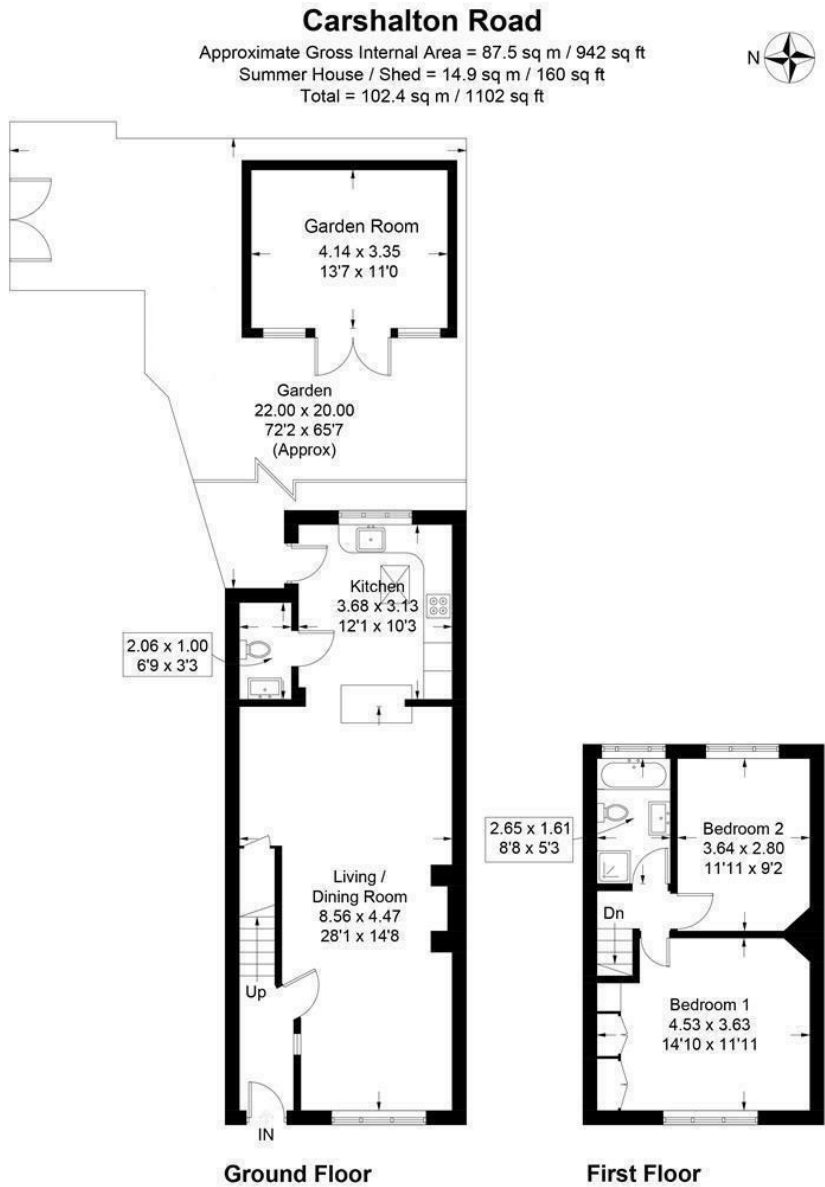 Carshalton Road
Approximate Gross Internal Area = 87.5 sq m / 942 sq ft
Summer House / Shed = 14.9 sq m / 160 sq ft
Total = 102.4 sq m / 1102 sq ft
N
Garden Room
4.14 x 3.35
13'7 x 11'0
Garden
22.00 x 20.00
72'2 x 65'7
(Approx)
Kitchen
3.68 x 3.13
12'1 x 10'3
2.06 x 1.00
6'9 x 3'3
Living /
Dining Room
8.56 x 4.47
28'1 x 14'8
Up
IN
2.65 x 1.61
8'8 x 5'3
Bedroom 2
3.64 x 2.80
11'11 x 9'2
Dn
Bedroom 1
4.53 x 3.63
14'10 x 11'11
Ground Floor
First Floor